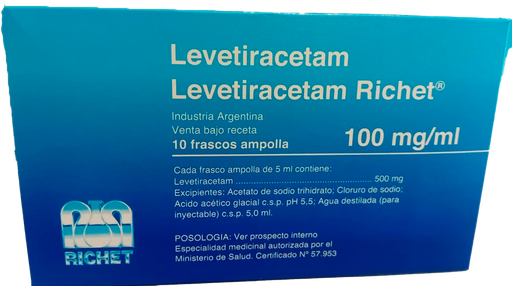 Levetiracetam
Levetiracetam Richet®
Industria Argentina
Venta bajo receta
10 frascos ampolla
100 mg/ml
Cada frasco ampolla de 5 ml contiene:
Levetiracetam ............................................... 500 mg
Excipientes: Acetato de sodio trihidrato; Cloruro de sodio;
Acido acético glacial c.s.p. pH 5,5; Agua destilada (para
inyectable) c.s.p. 5,0 ml.
POSOLOGIA: Ver prospecto interno
Especialidad medicinal autorizada por el
Ministerio de Salud. Certificado N° 57.953
RICHET